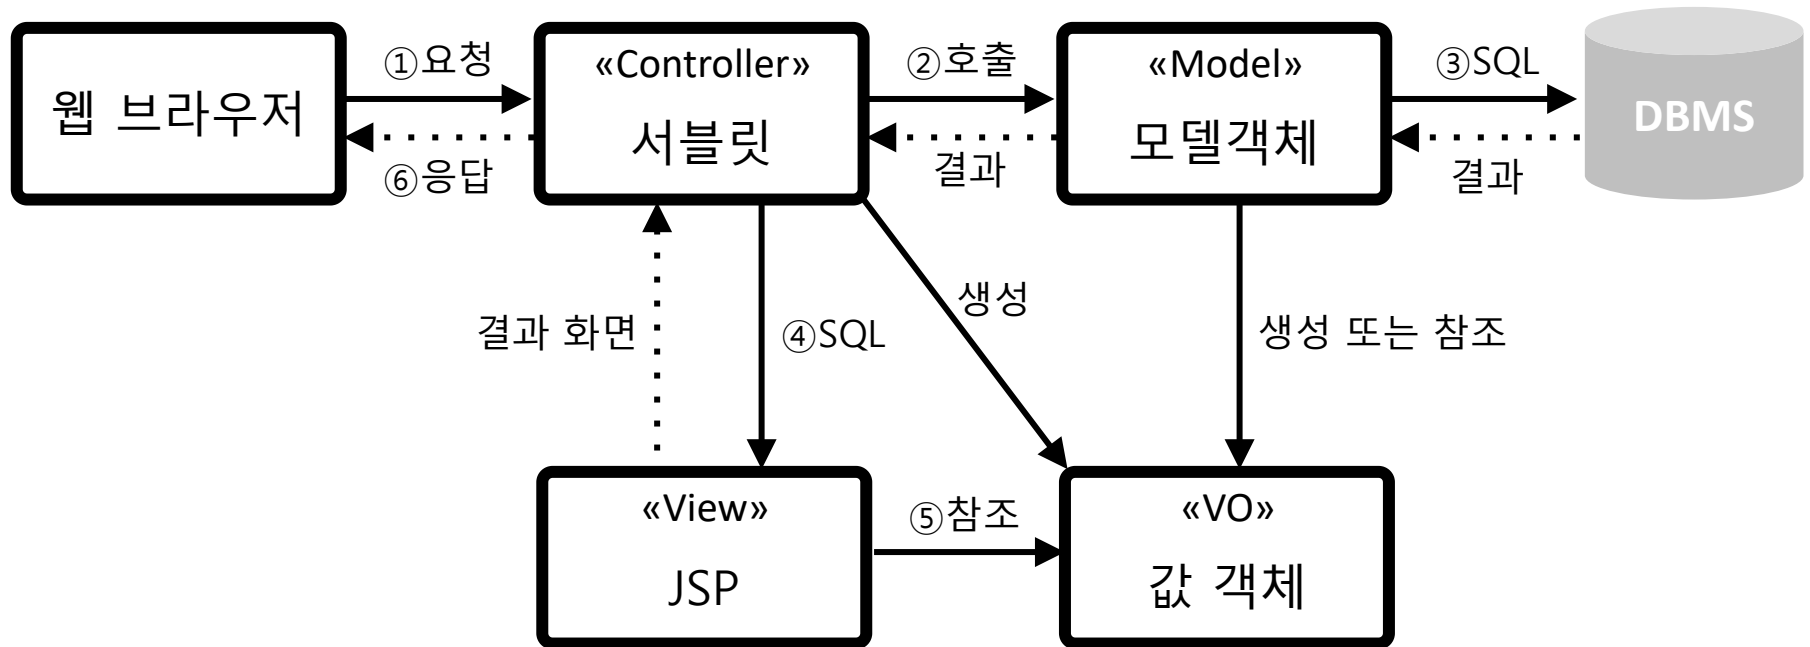 웹 브라우저
①요청
⑥응답
«Controller»
서블릿
②호출
결과
«Model»
모델객체
③SQL
결과
DBMS
결과 화면
④SQL
생성
생성 또는 참조
«View»
JSP
⑤참조
«VO»
값 객체